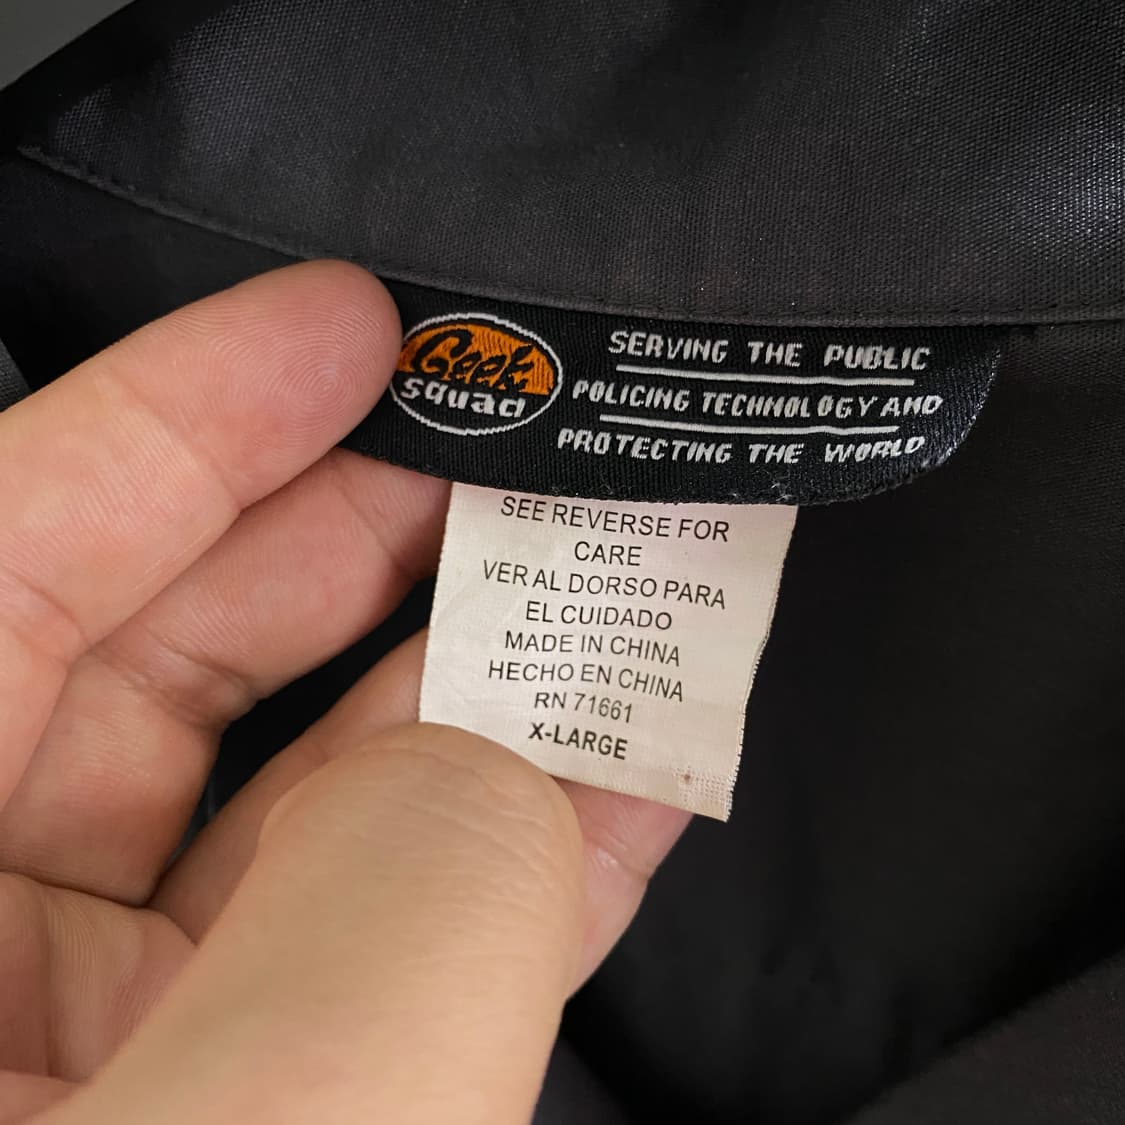 Geek
squad
SERVING THE PUBLIC
POLICING TECHNOLOGY AND
PROTECTING THE WORLD
SEE REVERSE FOR
CARE
VER AL DORSO PARA
EL CUIDADO
MADE IN CHINA
HECHO EN CHINA
RN 71661
X-LARGE